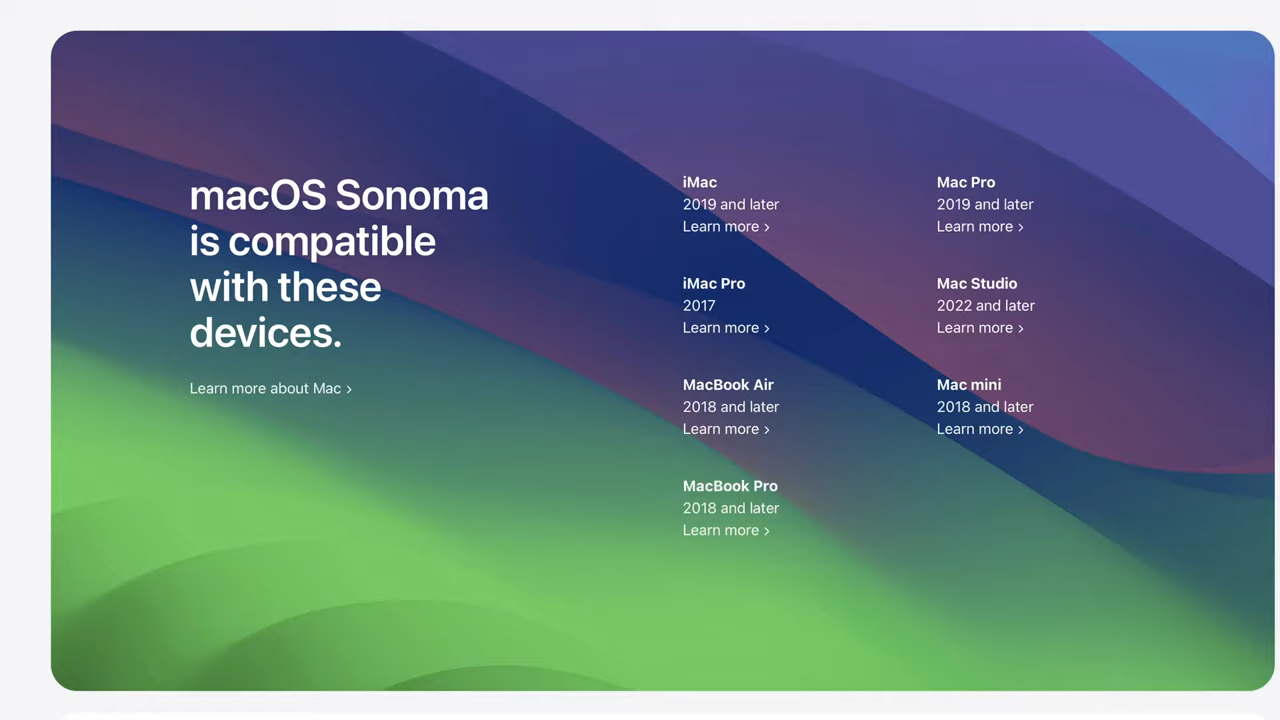 macOS Sonoma
is compatible
with these
devices.
Learn more about Mac ›
iMac
2019 and later
Learn more ›
iMac Pro
2017
Learn more ›
MacBook Air
2018 and later
Learn more ›
MacBook Pro
2018 and later
Learn more ›
Mac Pro
2019 and later
Learn more ›
Mac Studio
2022 and later
Learn more ›
Mac mini
2018 and later
Learn more ›